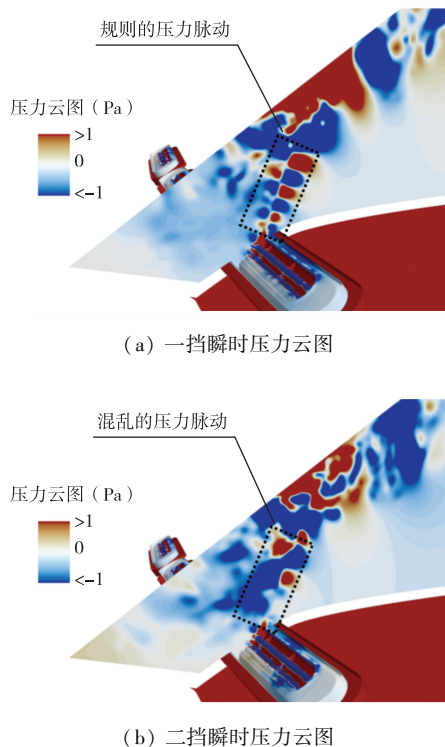 规则的压力脉动
压力云图（Pa）
>1
0
<-1
（a）一挡瞬时压力云图
混乱的压力脉动
压力云图（Pa）
>1
0
<-1
（b）二挡瞬时压力云图